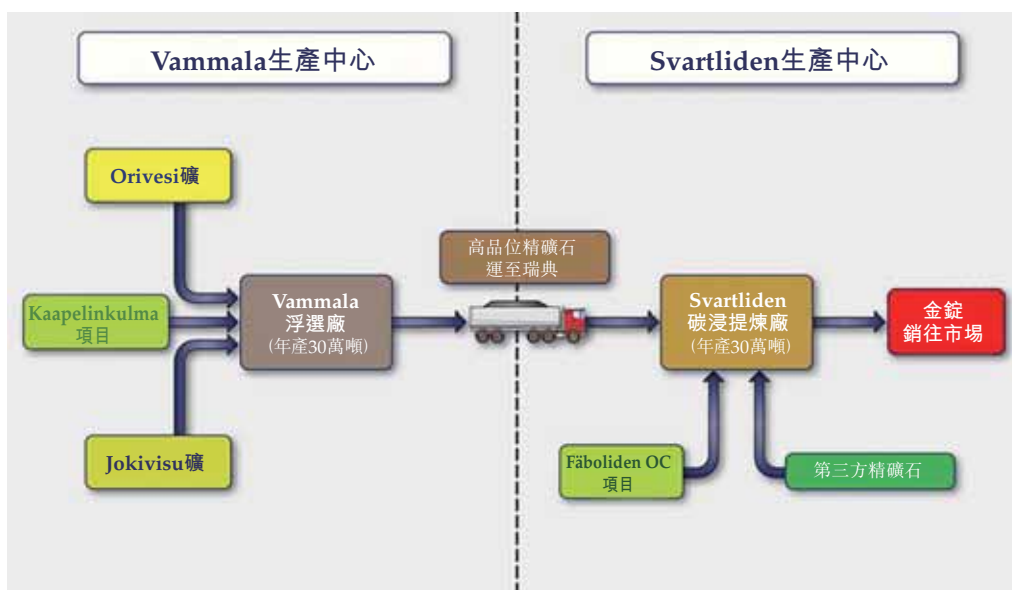 Vammala生產中心
Svartliden生產中心
Orivesi礦
高品位精礦石
運至瑞典
Kaapelinkulma
項目
Vammala
浮選廠
(年產30萬噸)
Svartliden
碳浸提煉廠
(年產30萬噸)
金錠
銷往市場
Jokivisu礦
Fäboliden OC
項目
第三方精礦石